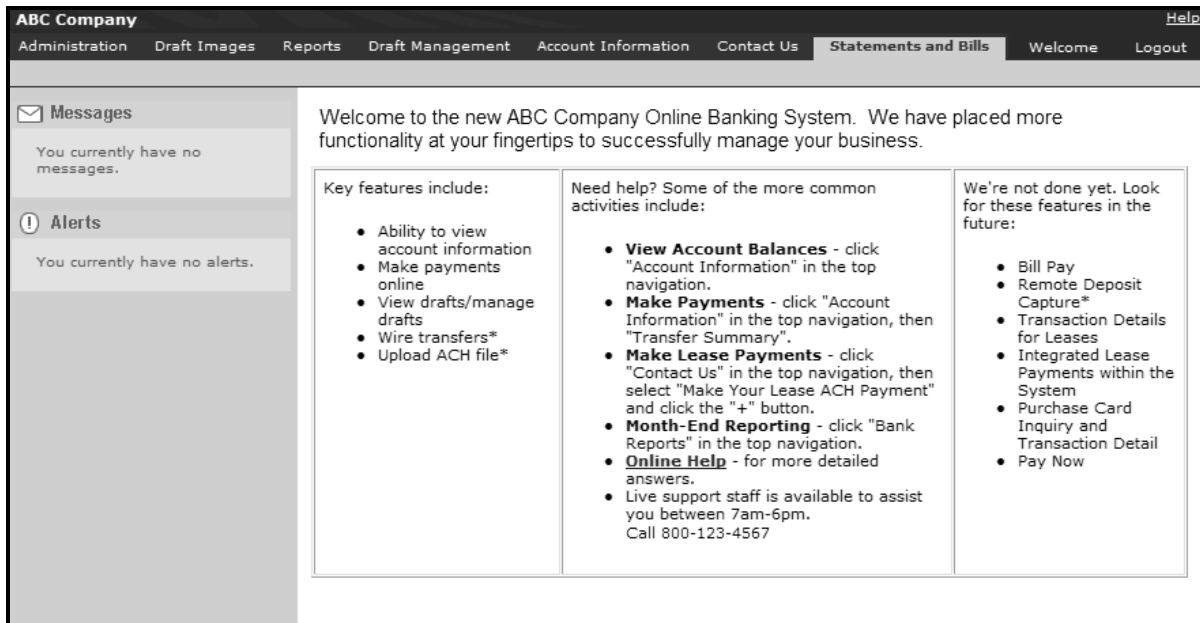 ABC Company
Help
Administration Draft Images Reports Draft Management Account Information Contact Us Statements and Bills Welcome Logout
Messages
You currently have no
messages.
Alerts
You currently have no alerts.
Welcome to the new ABC Company Online Banking System. We have placed more
functionality at your fingertips to successfully manage your business.
Key features include:
• Ability to view
account information
• Make payments
online
• View drafts/manage
drafts
• Wire transfers*
• Upload ACH file*
Need help? Some of the more common
activities include:
• View Account Balances - click
"Account Information" in the top
navigation.
• Make Payments - click "Account
Information" in the top navigation, then
"Transfer Summary".
• Make Lease Payments - click
"Contact Us" in the top navigation, then
select "Make Your Lease ACH Payment"
and click the "+" button.
• Month-End Reporting - click "Bank
Reports" in the top navigation.
• Online Help - for more detailed
answers.
• Live support staff is available to assist
you between 7am-6pm.
Call 800-123-4567
We're not done yet. Look
for these features in the
future:
• Bill Pay
• Remote Deposit
Capture*
• Transaction Details
for Leases
• Integrated Lease
Payments within the
System
• Purchase Card
Inquiry and
Transaction Detail
• Pay Now